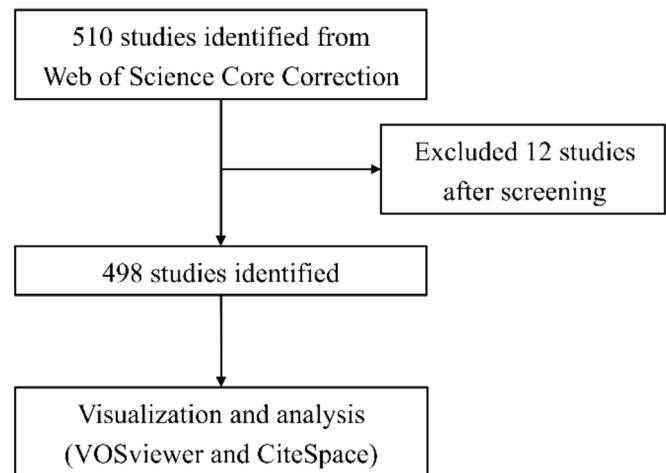 510 studies identified from
Web of Science Core Correction
Excluded 12 studies
after screening
498 studies identified
Visualization and analysis
(VOSviewer and CiteSpace)